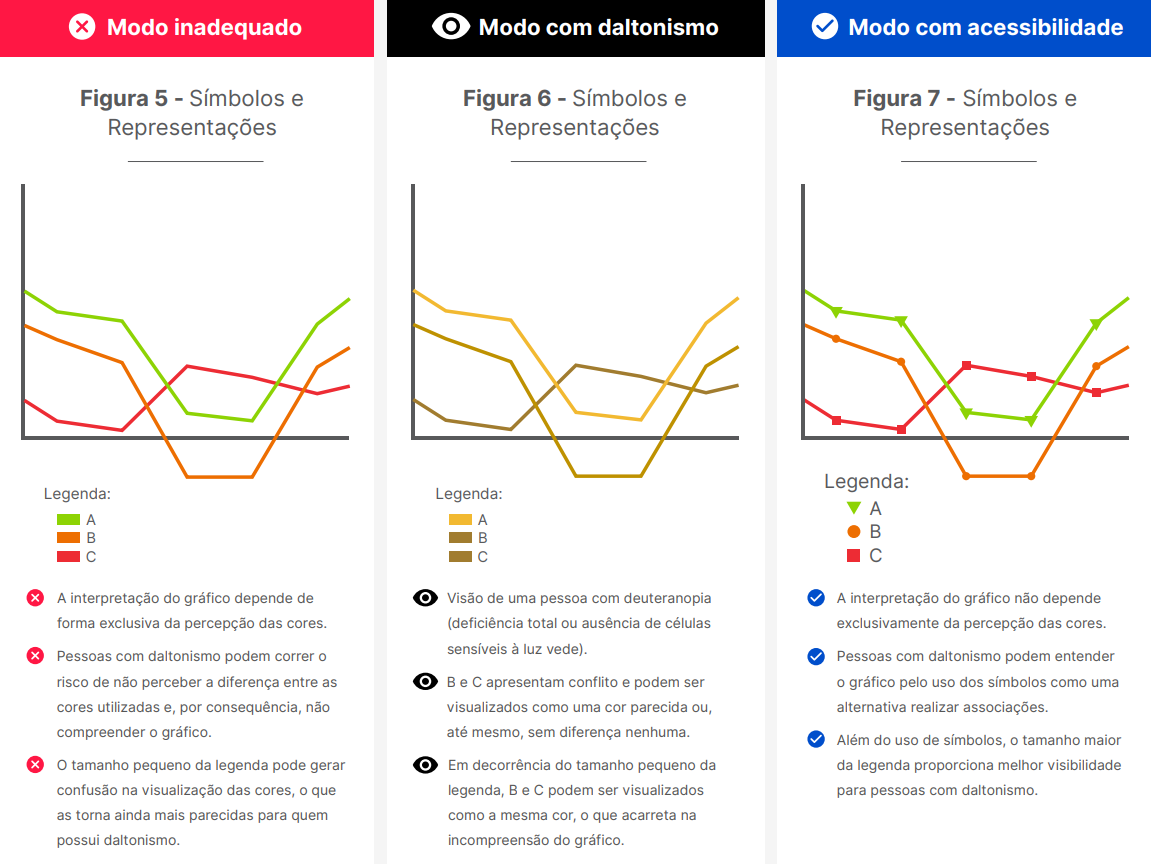 Modo inadequado
Figura 5 - Símbolos e
Representações
Legenda:
A
B
C
A interpretação do gráfico depende de
forma exclusiva da percepção das cores.
Pessoas com daltonismo podem correr o
risco de não perceber a diferença entre as
cores utilizadas e, por consequência, não
compreender o gráfico.
O tamanho pequeno da legenda pode gerar
confusão na visualização das cores, o que
as torna ainda mais parecidas para quem
possui daltonismo.
Modo com daltonismo
Figura 6 - Símbolos e
Representações
Legenda:
A
B
C
Visão de uma pessoa com deuteranopia
(deficiência total ou ausência de células
sensíveis à luz vede).
B e C apresentam conflito e podem ser
visualizados como uma cor parecida ou,
até mesmo, sem diferença nenhuma.
Em decorrência do tamanho pequeno da
legenda, B e C podem ser visualizados
como a mesma cor, o que acarreta na
incompreensão do gráfico.
Modo com acessibilidade
Figura 7 - Símbolos e
Representações
Legenda:
A
B
C
A interpretação do gráfico não depende
exclusivamente da percepção das cores.
Pessoas com daltonismo podem entender
o gráfico pelo uso dos símbolos como uma
alternativa realizar associações.
Além do uso de símbolos, o tamanho maior
da legenda proporciona melhor visibilidade
para pessoas com daltonismo.